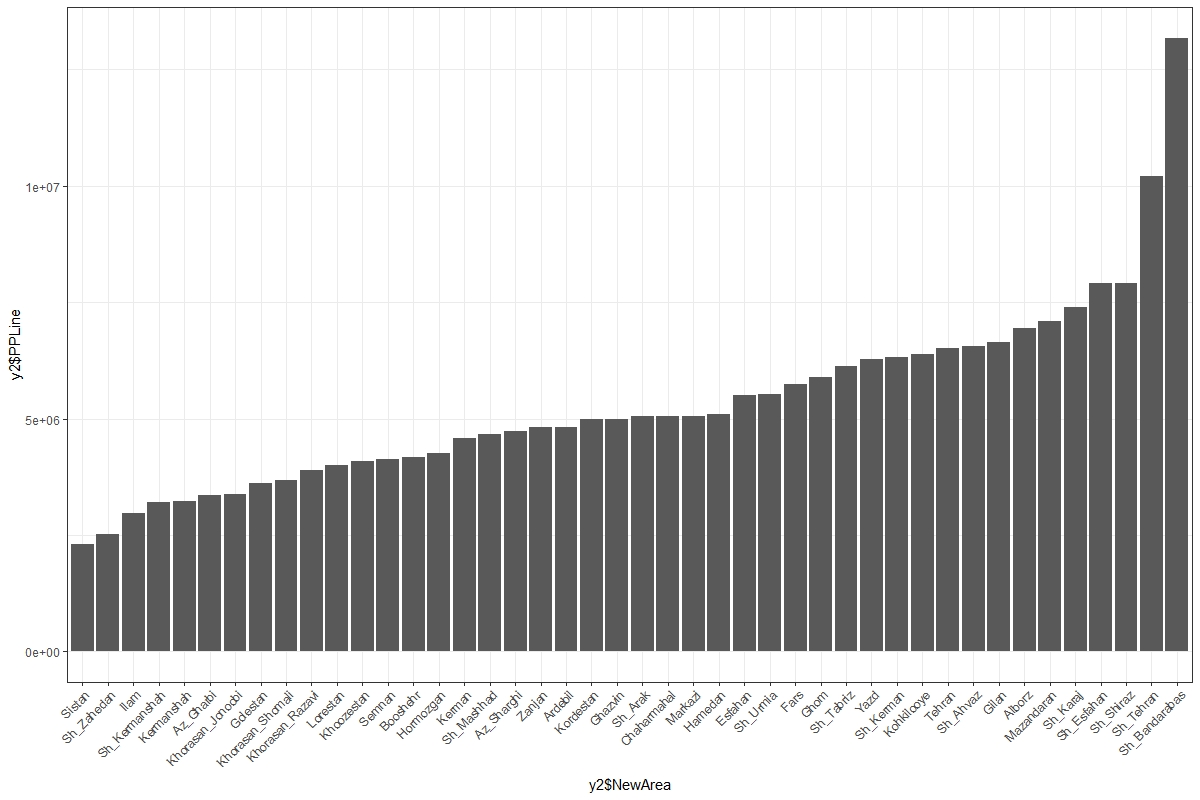 y2$PPLine
1e+07
5e+06
0e+00
Sistan
Sh_Zahedan
Ilam
Sh_Kermanshah
Kermanshah
Az_Gharbi
Khorasan_Jonoobi
Golestan
Khorasan_Shomali
Khorasan_Razavi
Lorestan
Khoozestan
Semnan
Booshehr
Hormozgan
Kerman
Sh_Mashhad
Az_Sharghi
Zanjan
Ardebil
Kordestan
Ghazvin
Sh_Arak
Chaharmahal
Markazi
Hamedan
Esfahan
Sh_Urmia
Fars
Ghom
Sh_Tabriz
Yazd
Sh_Kerman
Kohkilooye
Tehran
Sh_Ahvaz
Gilan
Alborz
Mazandaran
Sh_Karaj
Sh_Esfahan
Sh_Shiraz
Sh_Tehran
Sh_Bandarabas
y2$NewArea